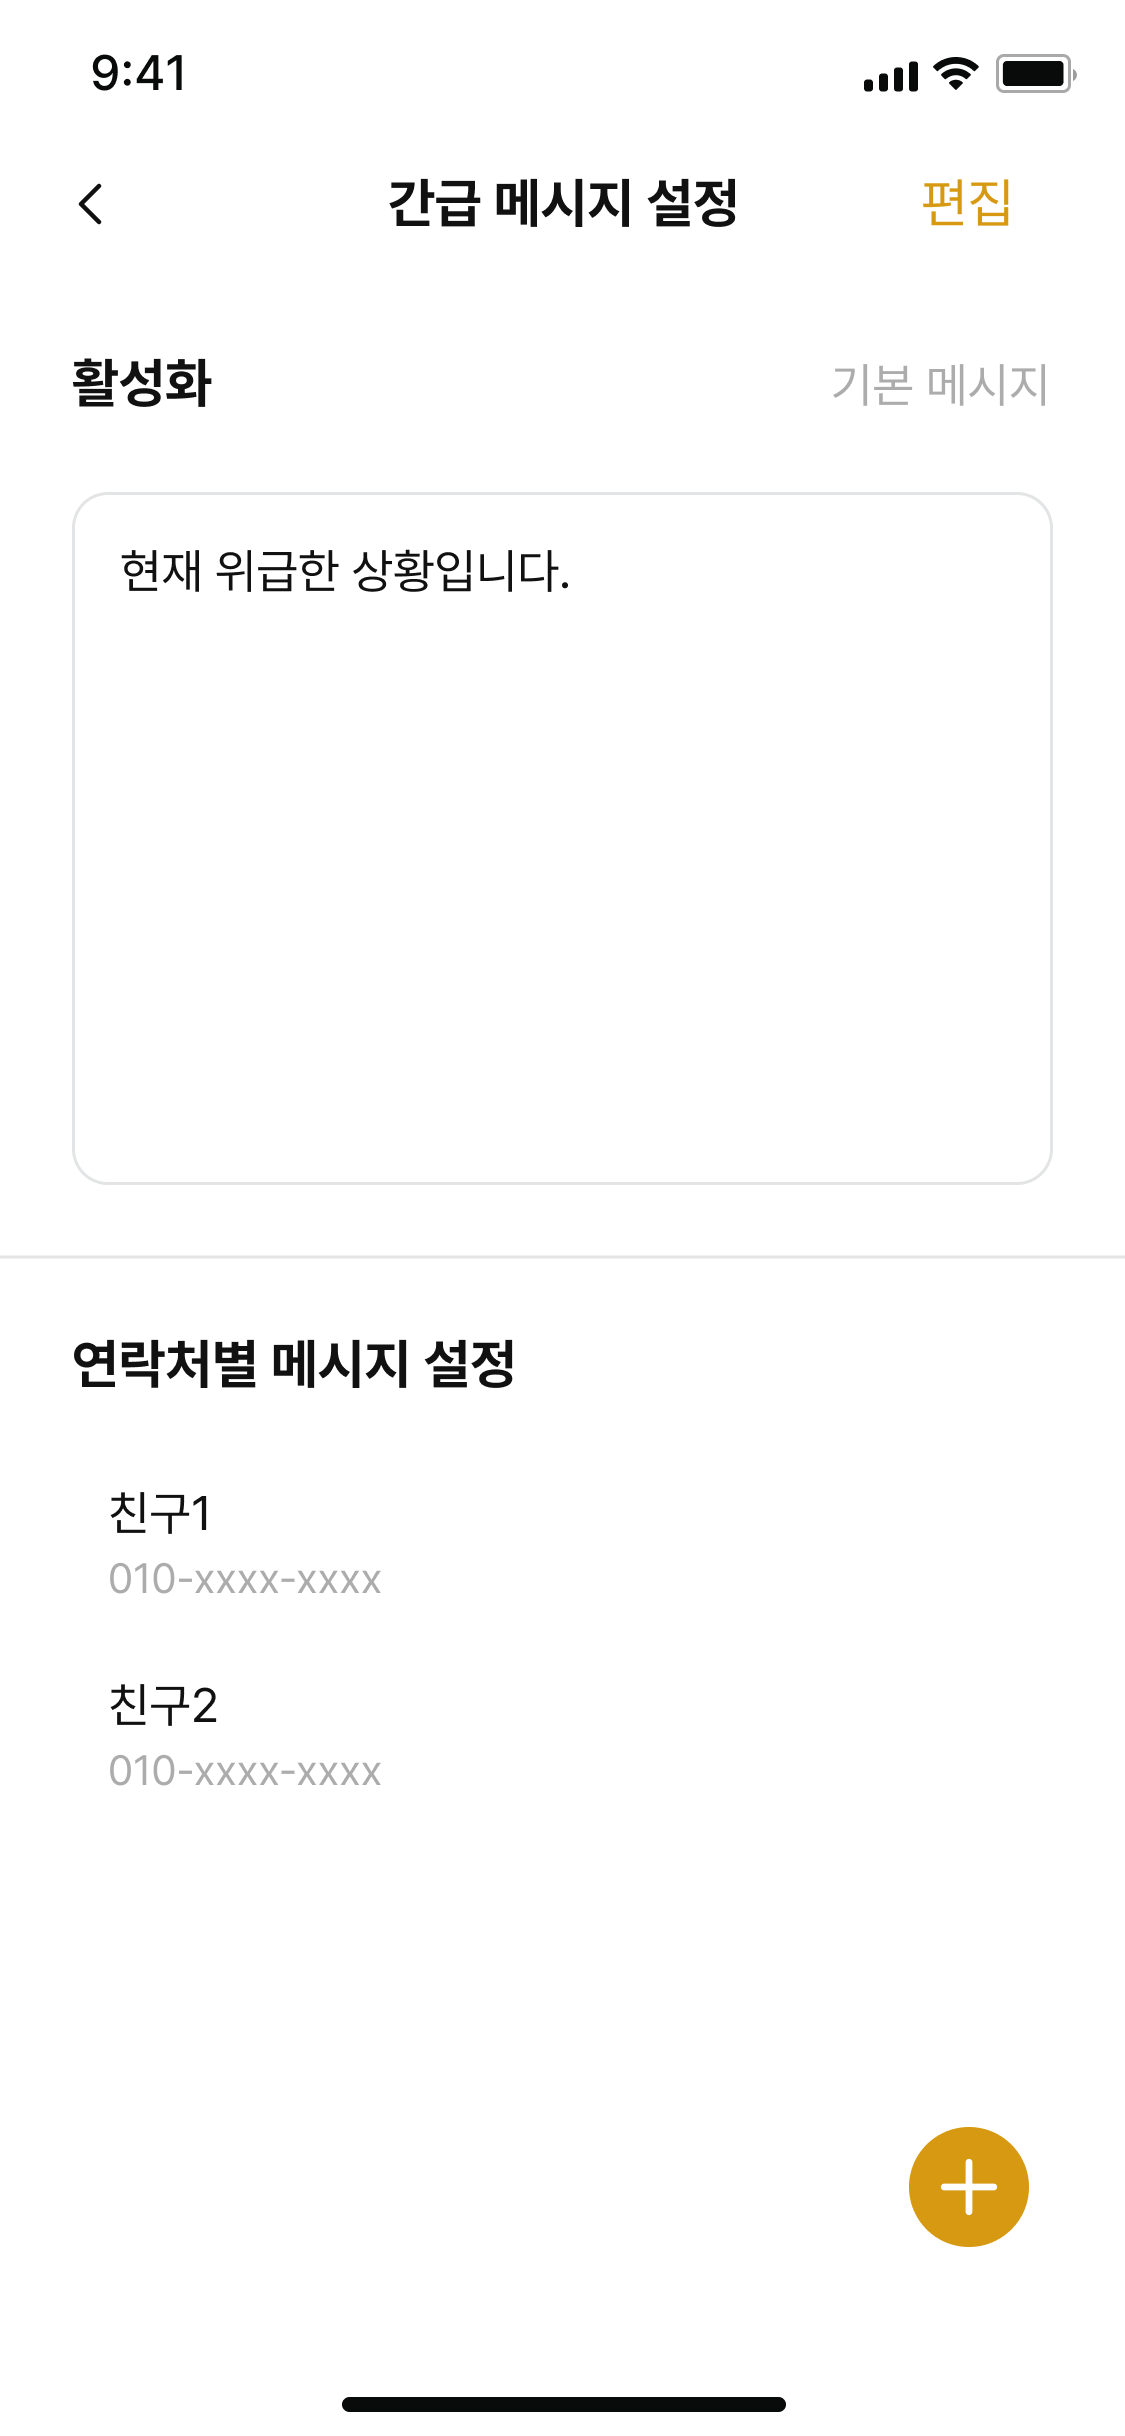 9:41
간급 메시지 설정
편집
활성화
기본 메시지
현재 위급한 상황입니다.
연락처별 메시지 설정
친구1
010-xxxx-xxxx
친구2
010-xxxx-xxxx